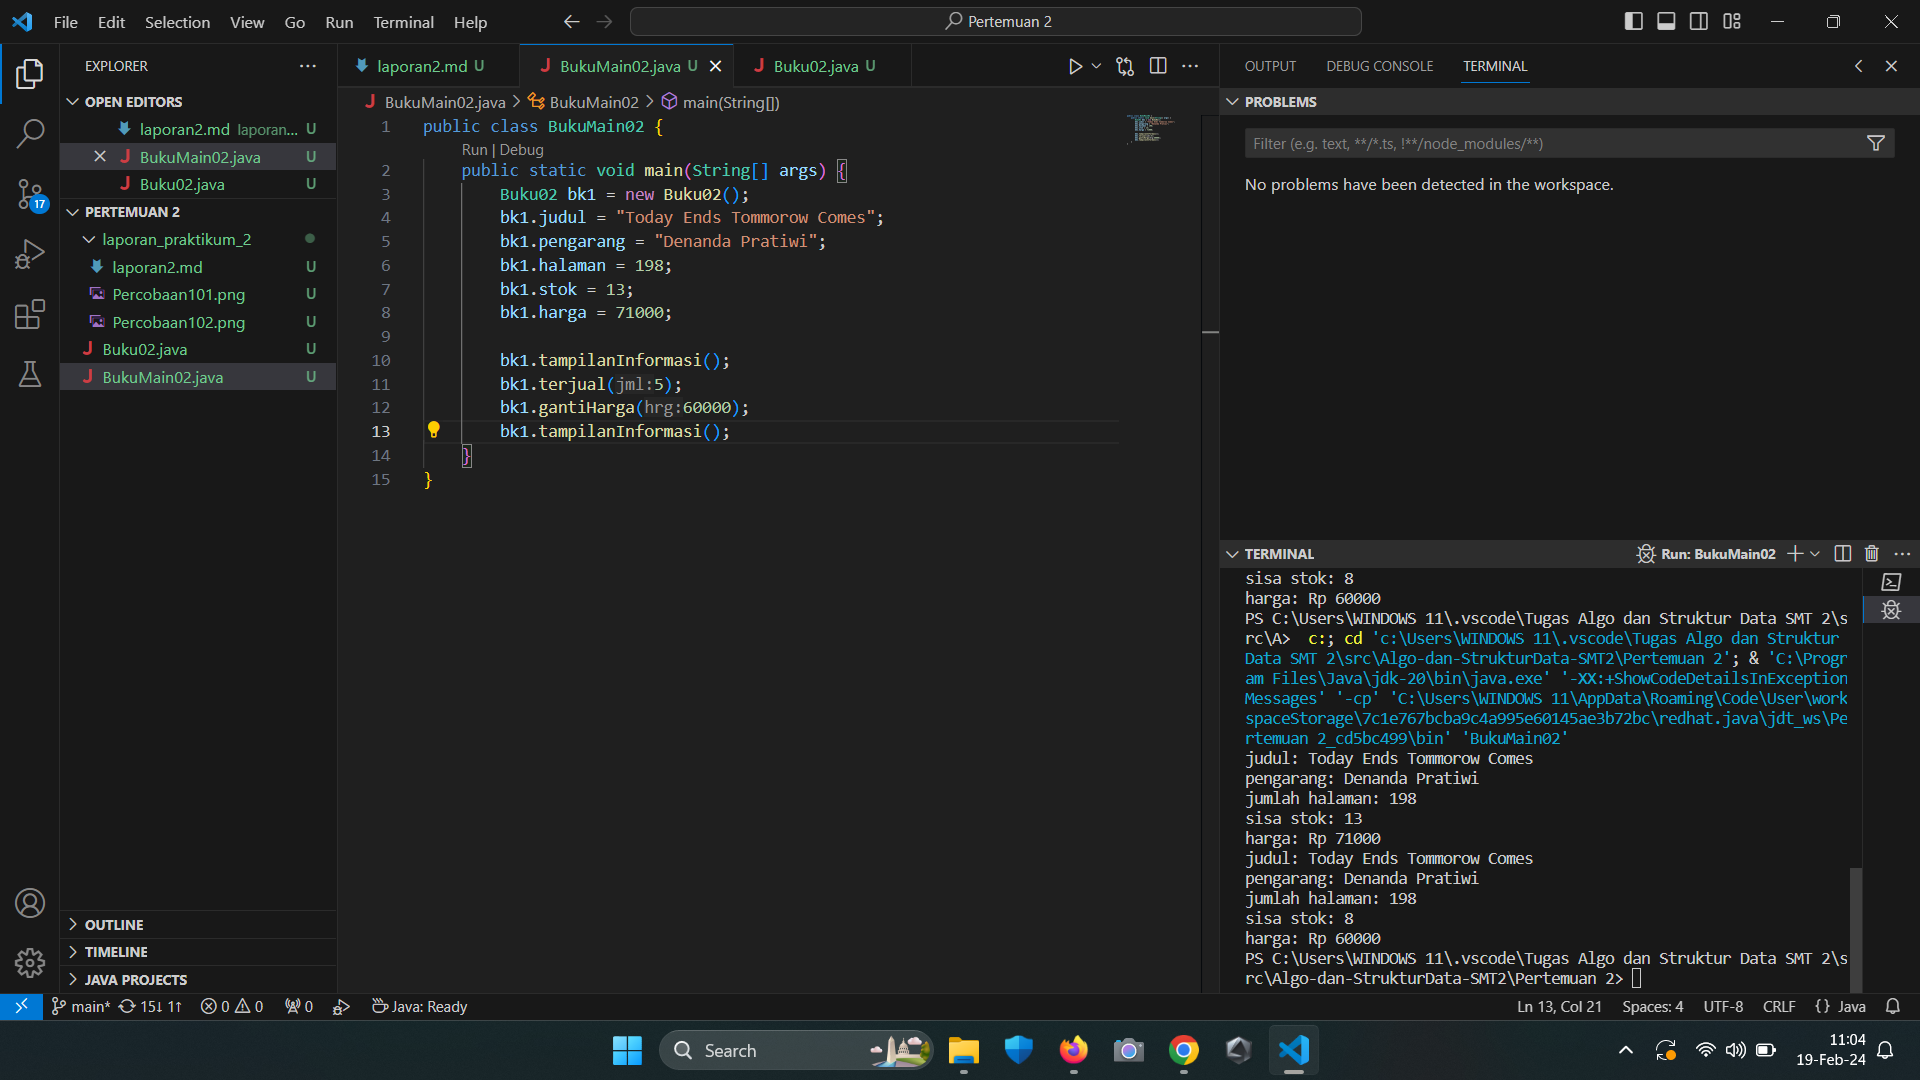 File Edit Selection View Go Run Terminal Help
Pertemuan 2
EXPLORER
OPEN EDITORS
laporan2.md laporan... U
BukuMain02.java U
Buku02.java U
17
PERTEMUAN 2
laporan_praktikum_2
laporan2.md U
Percobaan101.png U
Percobaan102.png U
Buku02.java U
BukuMain02.java U
OUTLINE
TIMELINE
JAVA PROJECTS
laporan2.md U BukuMain02.java U Buku02.java U
BukuMain02.java BukuMain02 main(String[])
1 public class BukuMain02 {
Run | Debug
2 public static void main(String[] args) {
3 Buku02 bk1 = new Buku02();
4 bk1.judul = "Today Ends Tommorow Comes";
5 bk1.pengarang = "Denanda Pratiwi";
6 bk1.halaman = 198;
7 bk1.stok = 13;
8 bk1.harga = 71000;
9
10 bk1.tampilanInformasi();
11 bk1.terjual(jml:5);
12 bk1.gantiHarga(hrg:60000);
13 bk1.tampilanInformasi();
14 }
15 }
OUTPUT DEBUG CONSOLE TERMINAL
PROBLEMS
Filter (e.g. text, **/*.ts, !**/node_modules/**)
No problems have been detected in the workspace.
TERMINAL Run: BukuMain02
sisa stok: 8
harga: Rp 60000
PS C:\Users\WINDOWS 11\.vscode\Tugas Algo dan Struktur Data SMT 2\s
rc\A>  c:; cd 'c:\Users\WINDOWS 11\.vscode\Tugas Algo dan Struktur
Data SMT 2\src\Algo-dan-StrukturData-SMT2\Pertemuan 2'; & 'C:\Progr
am Files\Java\jdk-20\bin\java.exe' '-XX:+ShowCodeDetailsInException
Messages' '-cp' 'C:\Users\WINDOWS 11\AppData\Roaming\Code\User\work
spaceStorage\7c1e767bcba9c4a995e60145ae3b72bc\redhat.java\jdt_ws\Pe
rtemuan 2_cd5bc499\bin' 'BukuMain02'
judul: Today Ends Tommorow Comes
pengarang: Denanda Pratiwi
jumlah halaman: 198
sisa stok: 13
harga: Rp 71000
judul: Today Ends Tommorow Comes
pengarang: Denanda Pratiwi
jumlah halaman: 198
sisa stok: 8
harga: Rp 60000
PS C:\Users\WINDOWS 11\.vscode\Tugas Algo dan Struktur Data SMT 2\s
rc\Algo-dan-StrukturData-SMT2\Pertemuan 2>
main* 15↓ 1↑ 0 0 0 Java: Ready Ln 13, Col 21 Spaces: 4 UTF-8 CRLF {} Java
Search
11:04
19-Feb-24